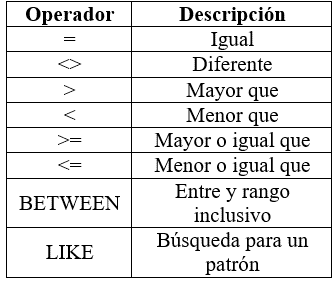 Operador Descripción
= Igual
<> Diferente
> Mayor que
< Menor que
>= Mayor o igual que
<= Menor o igual que
BETWEEN Entre y rango
inclusivo
LIKE Búsqueda para un
patrón